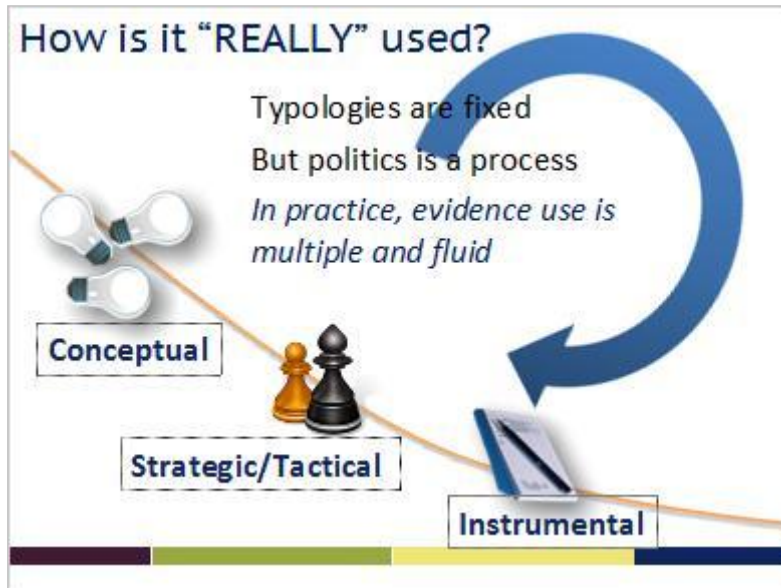 How is it “REALLY” used?
Typologies are fixed
But politics is a process
In practice, evidence use is
multiple and fluid
Conceptual
Strategic/Tactical
Instrumental